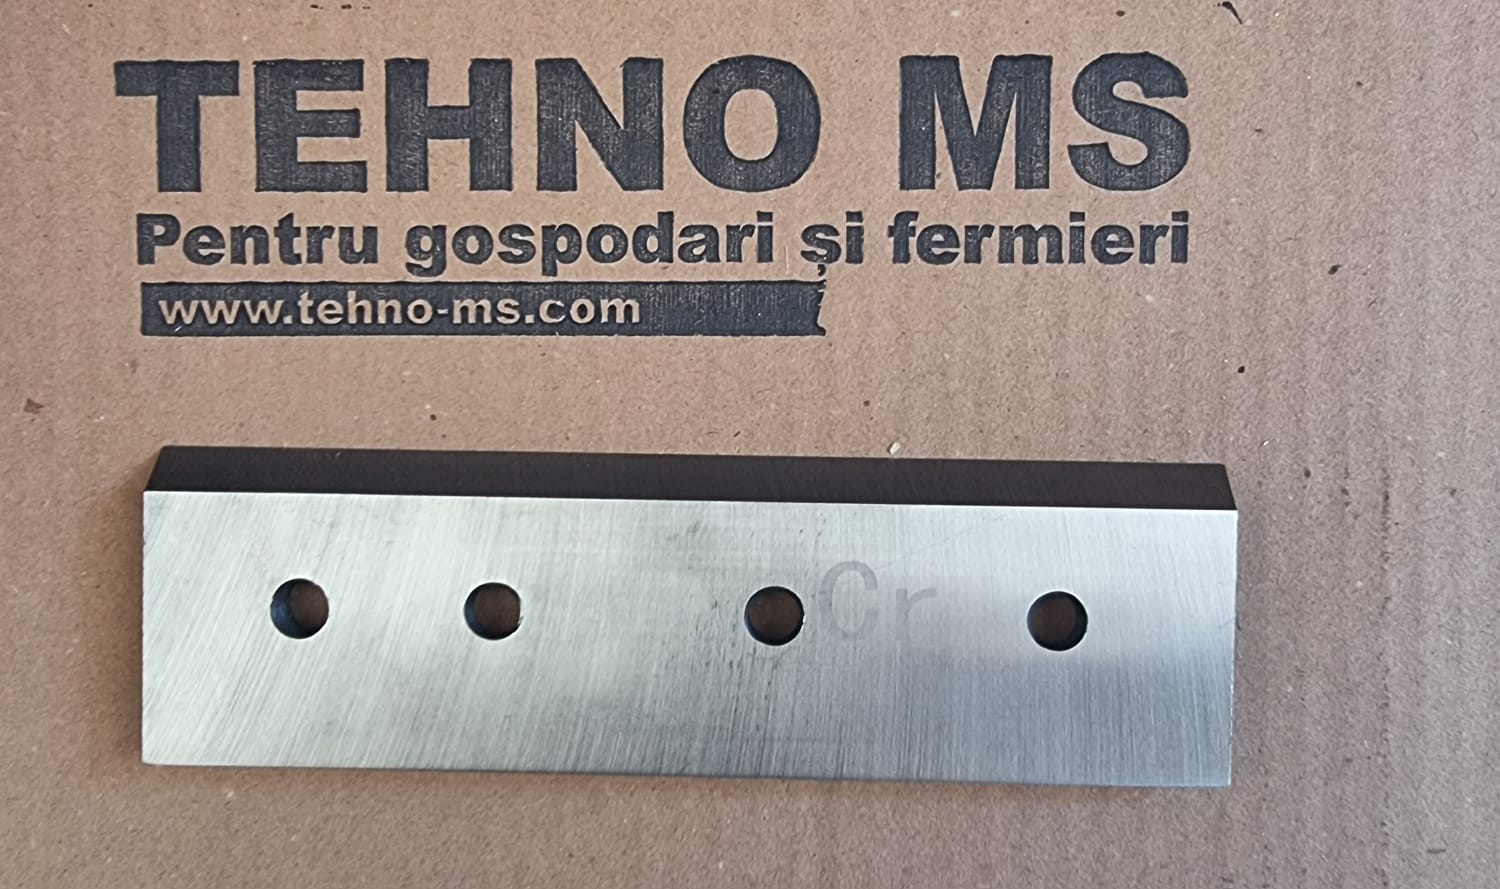 TEHNO MS
Pentru gospodari și fermieri
www.tehno-ms.com
Cr